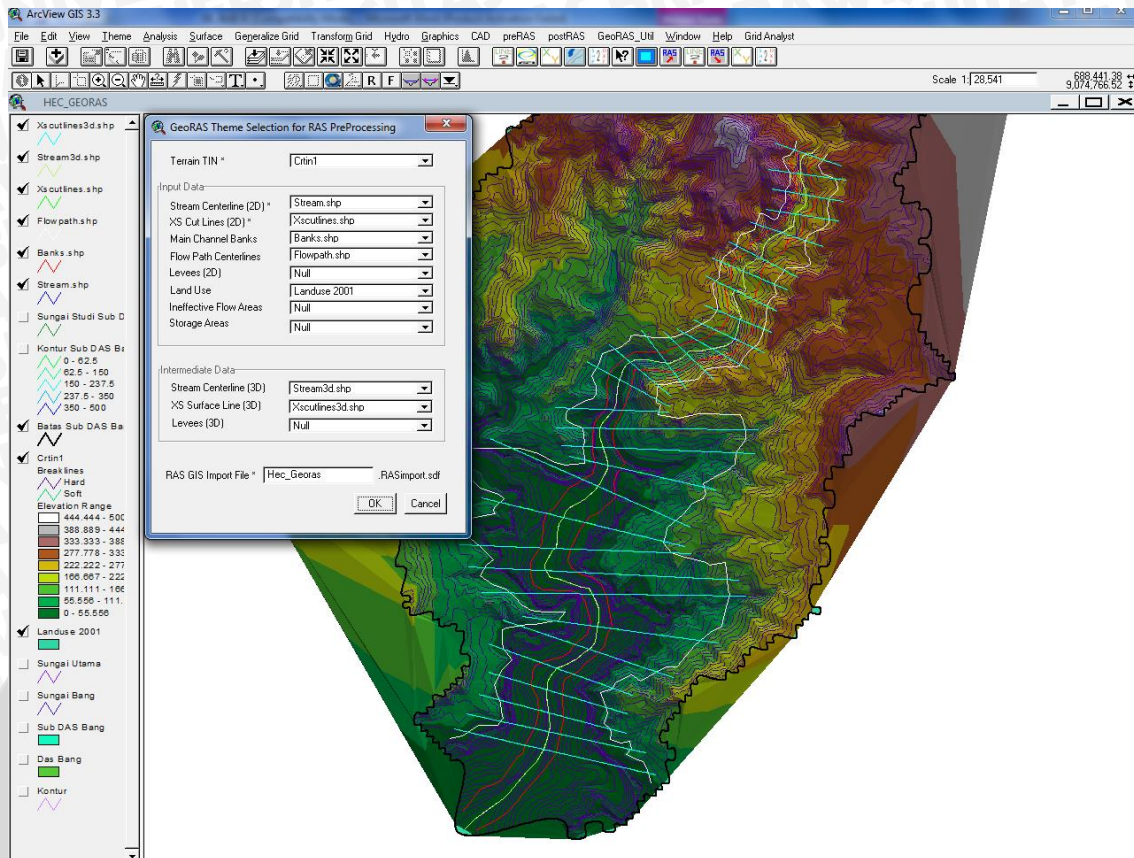 ArcView GIS 3.3
File Edit View Theme Analysis Surface Generalize Grid Transform Grid Hydro Graphics CAD preRAS postRAS GeoRAS_Util Window Help Grid Analyst
R F
Scale 1: 28,541
688,441.38
9,074,766.52
HEC_GEORAS
Xscutlines3d.shp
Stream3d.shp
Xscutlines.shp
Flowpath.shp
Banks.shp
Stream.shp
Sungai Studi Sub D
Kontur Sub DAS Ba
0 - 62.5
62.5 - 150
150 - 237.5
237.5 - 350
350 - 500
Batas Sub DAS Ba
Crtin1
Breaklines
Hard
Soft
Elevation Range
444.444 - 500
388.889 - 444
333.333 - 388
277.778 - 333
222.222 - 277
166.667 - 222
111.111 - 166
55.556 - 111.
0 - 55.556
Landuse 2001
Sungai Utama
Sungai Bang
Sub DAS Bang
Das Bang
Kontur
GeoRAS Theme Selection for RAS PreProcessing
Terrain TIN * Crtin1
Input Data
Stream Centerline (2D) * Stream.shp
XS Cut Lines (2D) * Xscutlines.shp
Main Channel Banks Banks.shp
Flow Path Centerlines Flowpath.shp
Levees (2D) Null
Land Use Landuse 2001
Ineffective Flow Areas Null
Storage Areas Null
Intermediate Data
Stream Centerline (3D) Stream3d.shp
XS Surface Line (3D) Xscutlines3d.shp
Levees (3D) Null
RAS GIS Import File * Hec_Georas .RASimport.sdf
OK Cancel